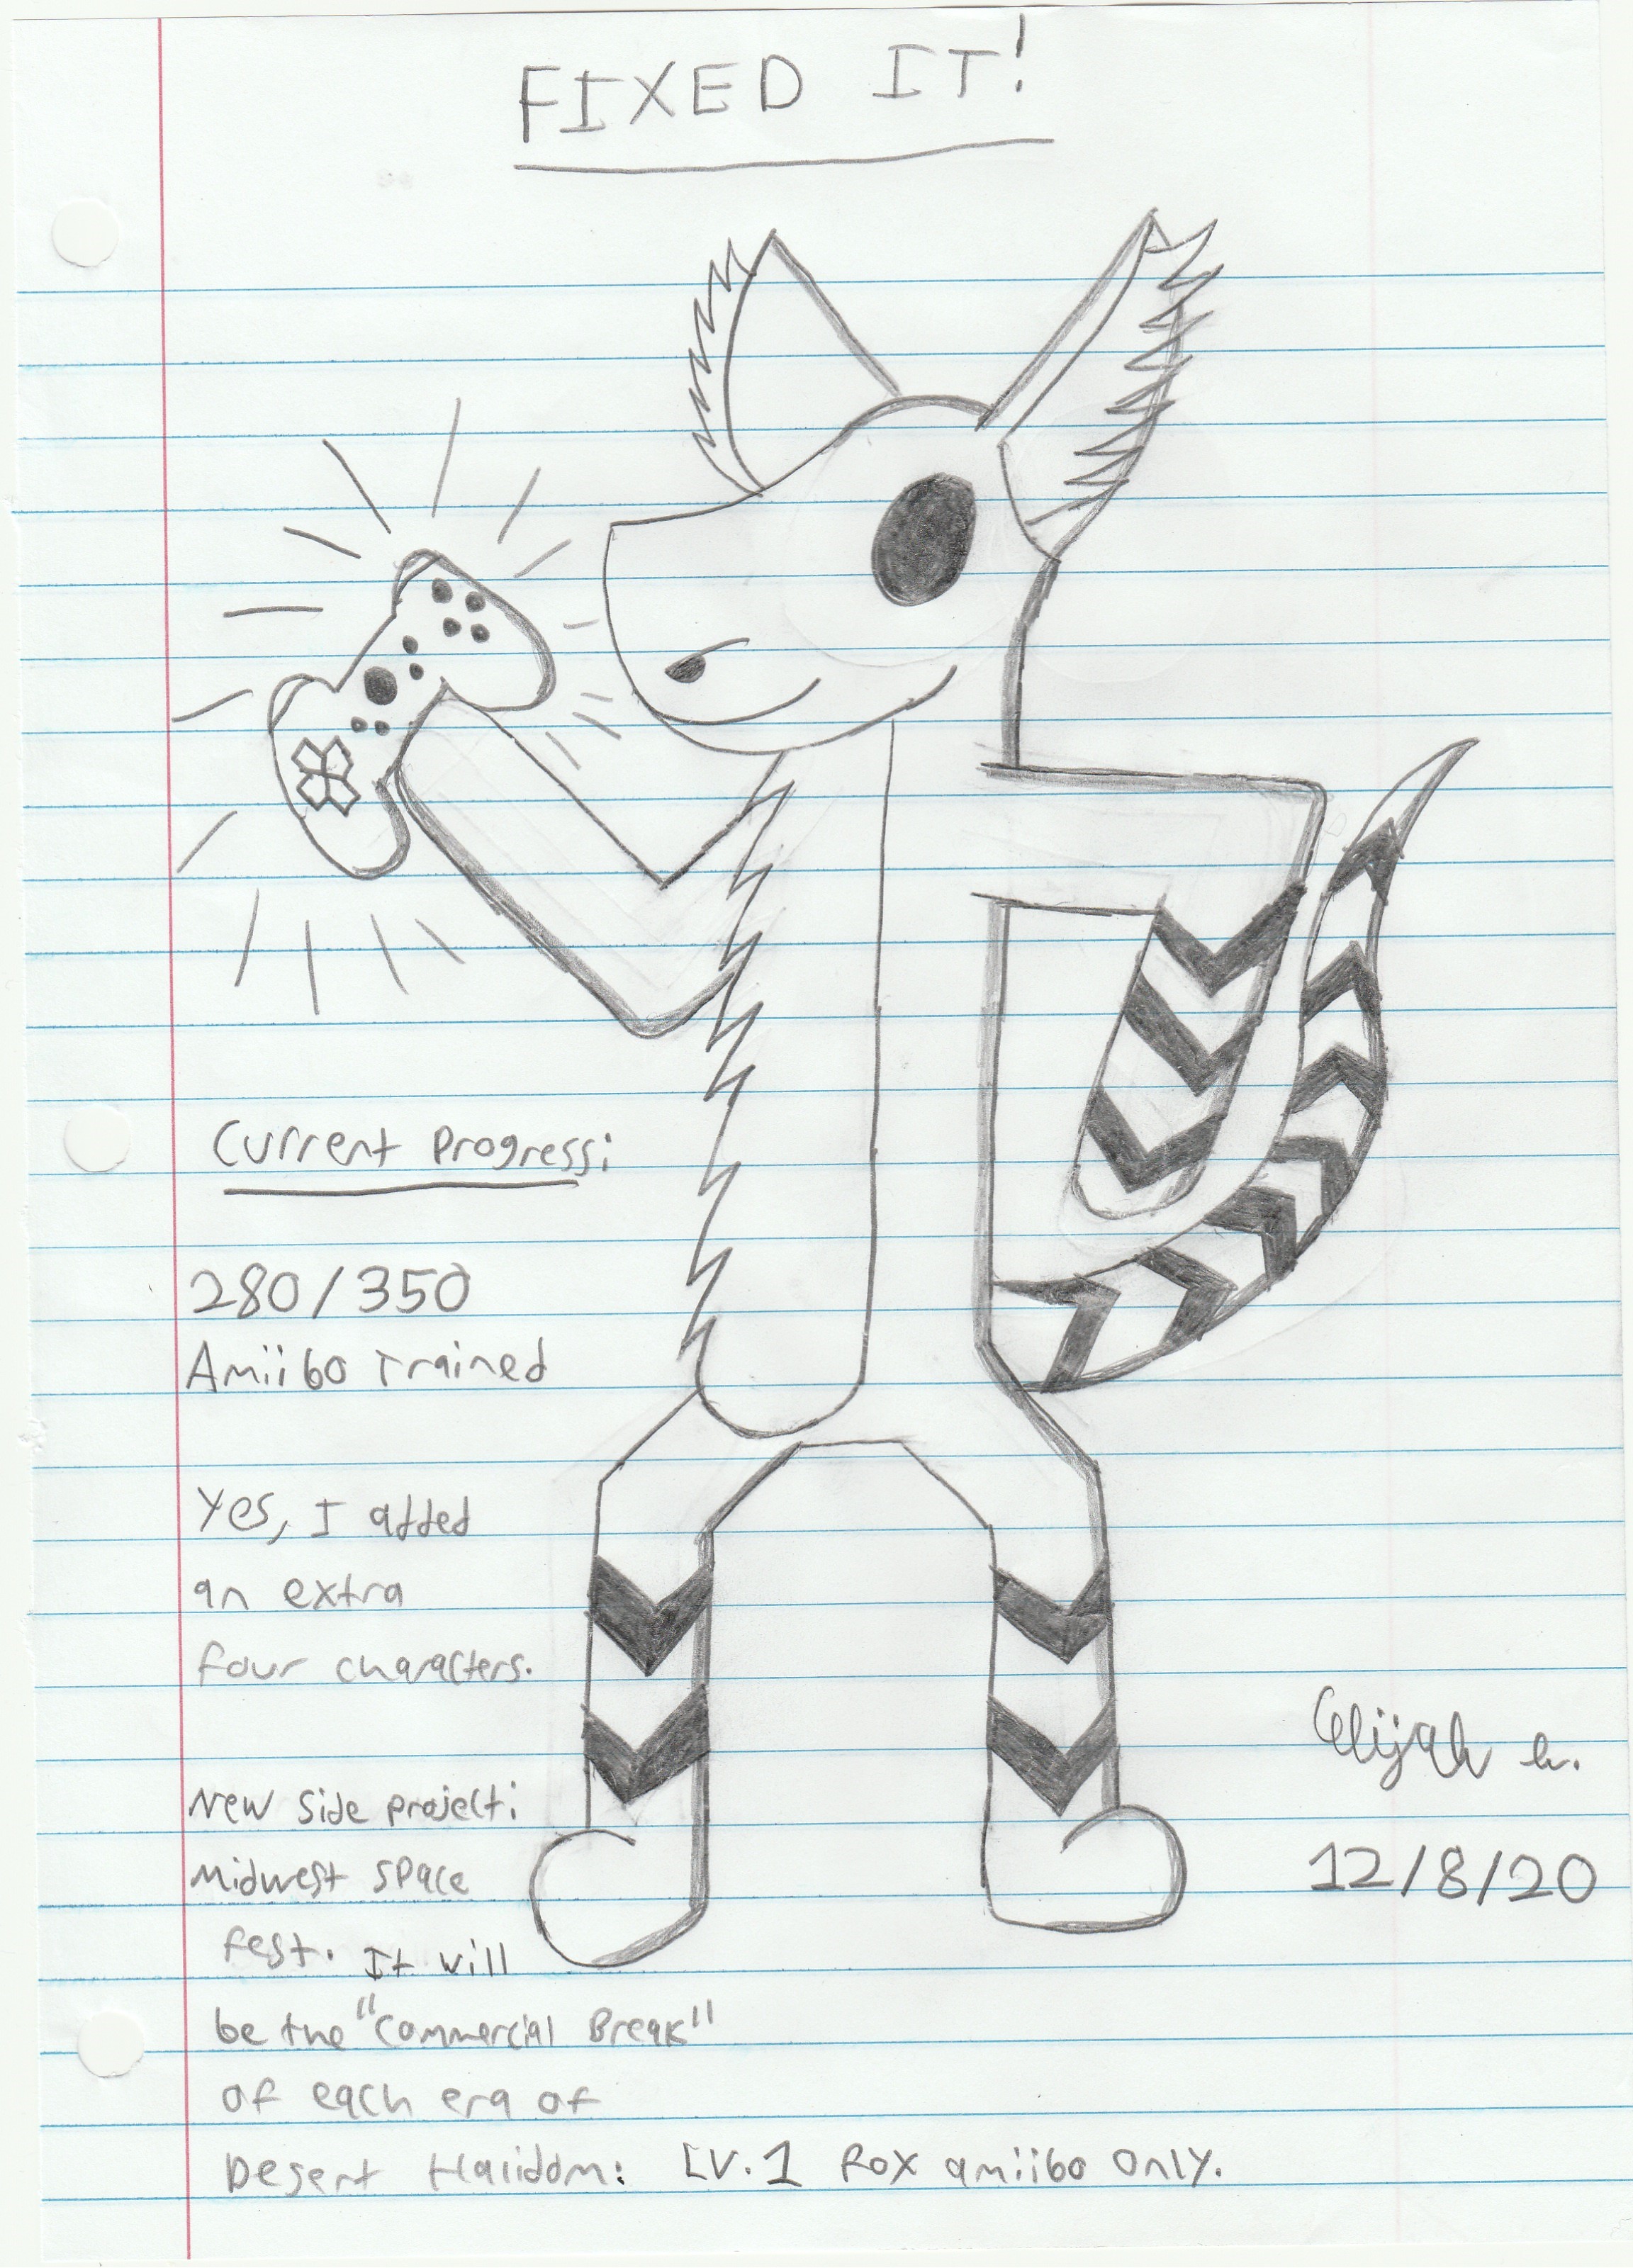 FIXED IT!
Current Progress:
280/350
Amiibo Trained
Yes, I added
an extra
four characters.
New side project:
Midwest Space
Fest. It will
be the "Commercial Break"
of each era of
Desert Halidom: LV.1 Fox amiibo only.
Elijah
12/8/20